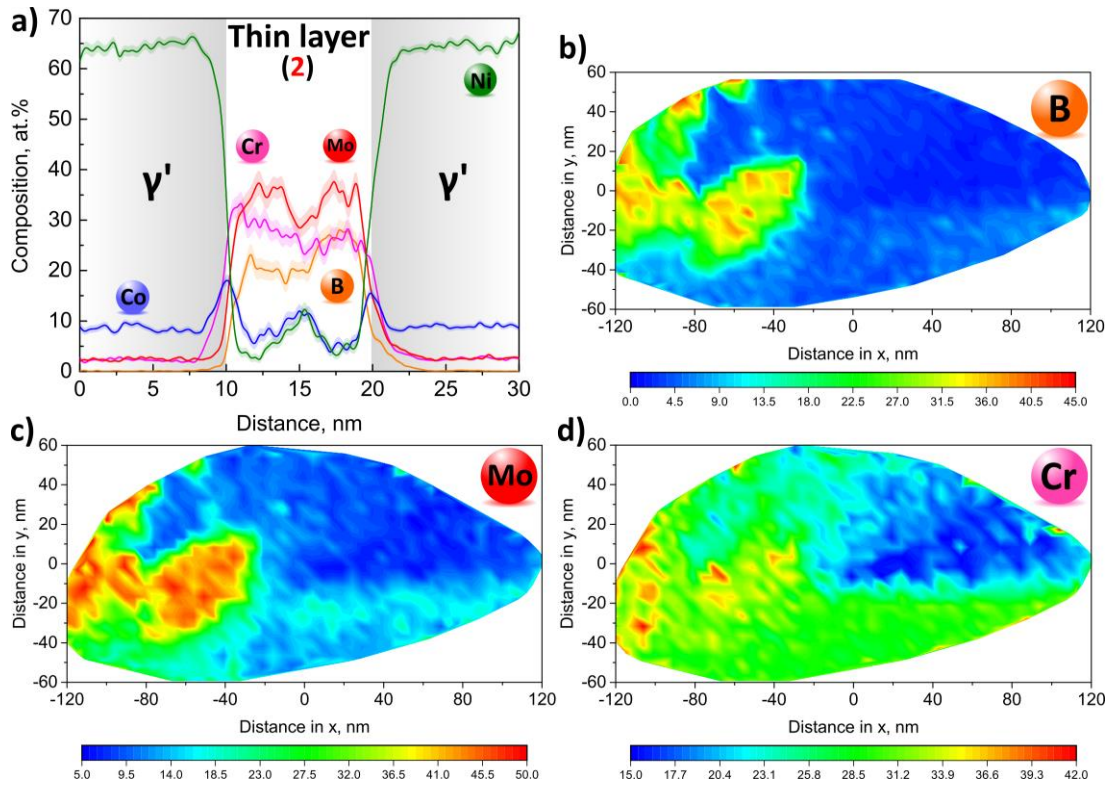 a)
Composition, at.%
70
60
50
40
30
20
10
0
Thin layer
(2)
Ni
Cr
Mo
γ'
γ'
Co
B
0 5 10 15 20 25 30
Distance, nm
b)
B
Distance in y, nm
60
40
20
0
-20
-40
-60
-120 -80 -40 0 40 80 120
Distance in x, nm
0.0 4.5 9.0 13.5 18.0 22.5 27.0 31.5 36.0 40.5 45.0
c)
Mo
Distance in y, nm
60
40
20
0
-20
-40
-60
-120 -80 -40 0 40 80 120
Distance in x, nm
5.0 9.5 14.0 18.5 23.0 27.5 32.0 36.5 41.0 45.5 50.0
d)
Cr
Distance in y, nm
60
40
20
0
-20
-40
-60
-120 -80 -40 0 40 80 120
Distance in x, nm
15.0 17.7 20.4 23.1 25.8 28.5 31.2 33.9 36.6 39.3 42.0